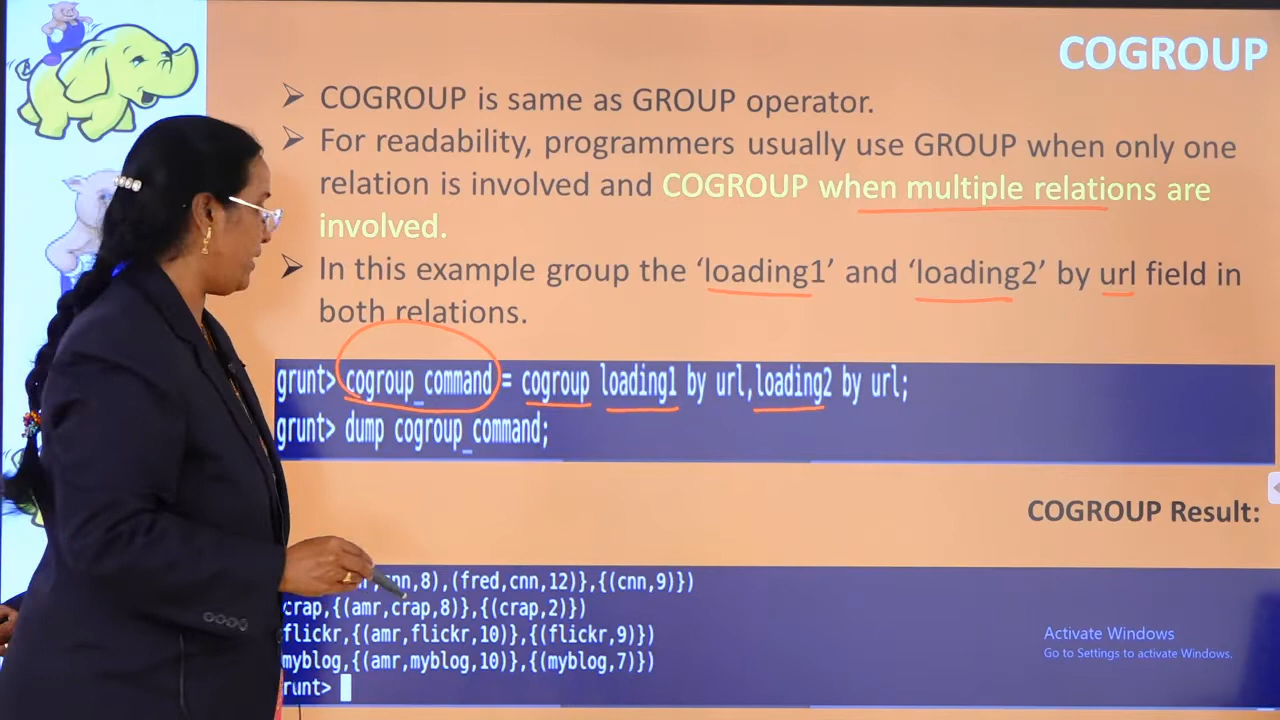 COGROUP
COGROUP is same as GROUP operator.
For readability, programmers usually use GROUP when only one
relation is involved and COGROUP when multiple relations are
involved.
In this example group the ‘loading1’ and ‘loading2’ by url field in
both relations.
grunt> cogroup_command = cogroup loading1 by url,loading2 by url;
grunt> dump cogroup_command;
COGROUP Result:
nn,8),(fred,cnn,12)},{(cnn,9)})
crap,{(amr,crap,8)},{(crap,2)})
flickr,{(amr,flickr,10)},{(flickr,9)})
myblog,{(amr,myblog,10)},{(myblog,7)})
runt>
Activate Windows
Go to Settings to activate Windows.